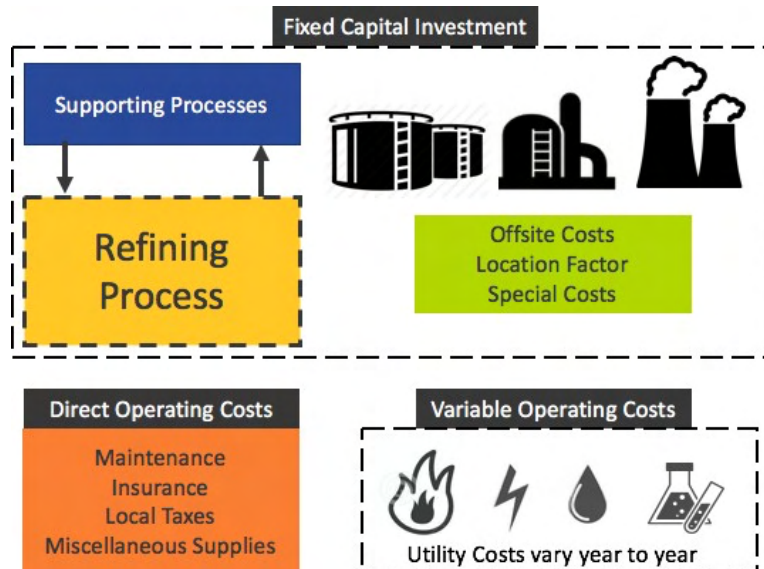 Fixed Capital Investment
Supporting Processes
Refining
Process
Offsite Costs
Location Factor
Special Costs
Direct Operating Costs
Maintenance
Insurance
Local Taxes
Miscellaneous Supplies
Variable Operating Costs
Utility Costs vary year to year